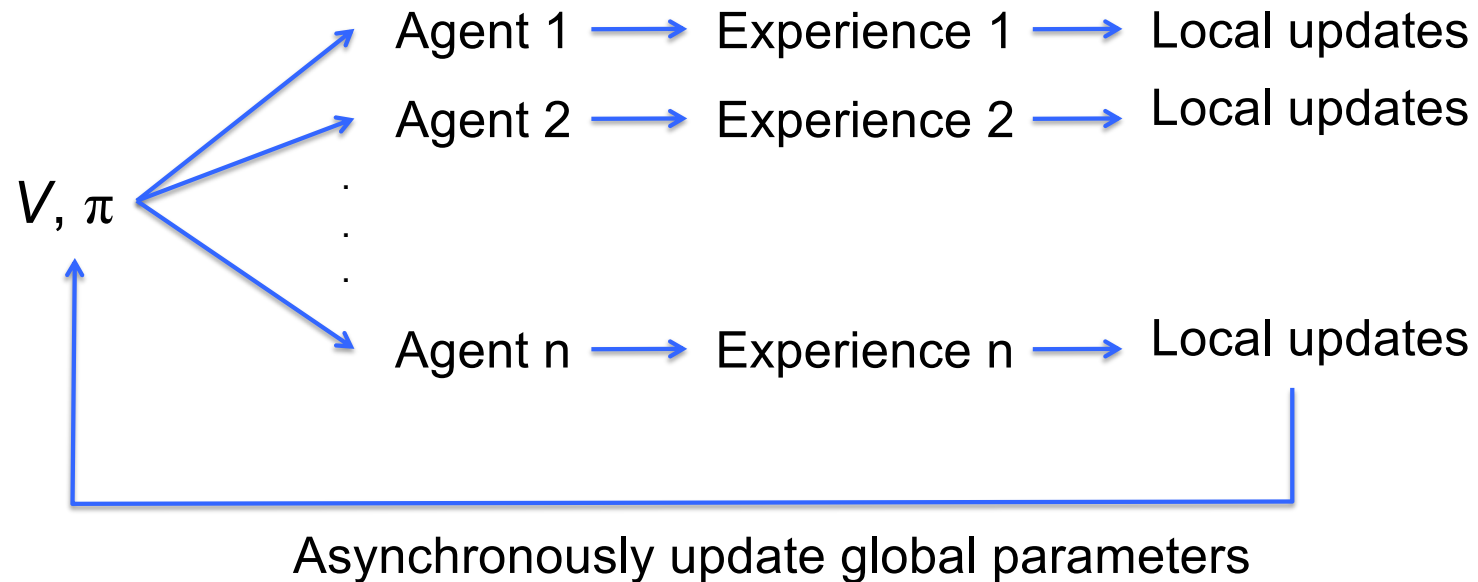 Agent 1 Experience 1 Local updates
Agent 2 Experience 2 Local updates
V, π
.
.
.
Agent n Experience n Local updates
Asynchronously update global parameters